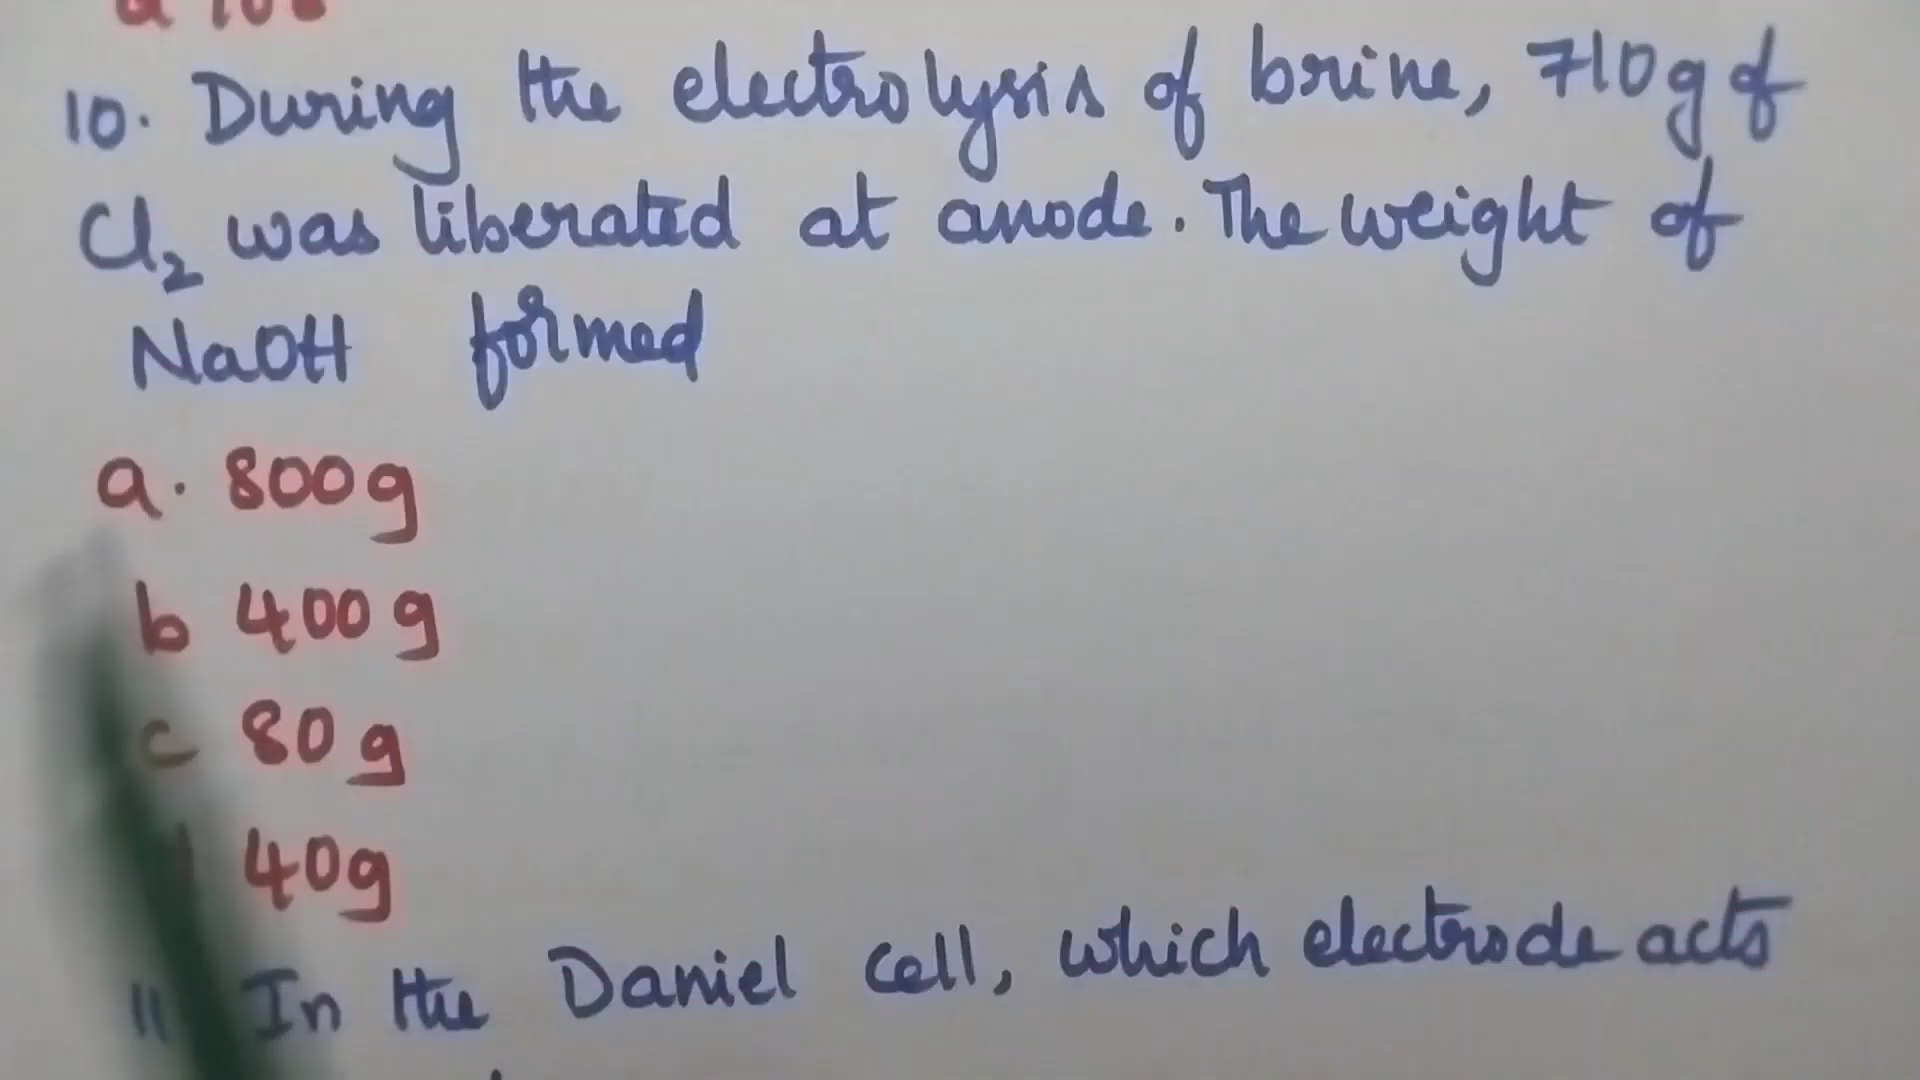 10. During the electrolysis of brine, 710g of
Cl2 was liberated at anode. The weight of
NaOH formed
a. 800g
b 400g
c 80g
40g
11 In the Daniel cell, which electrode acts